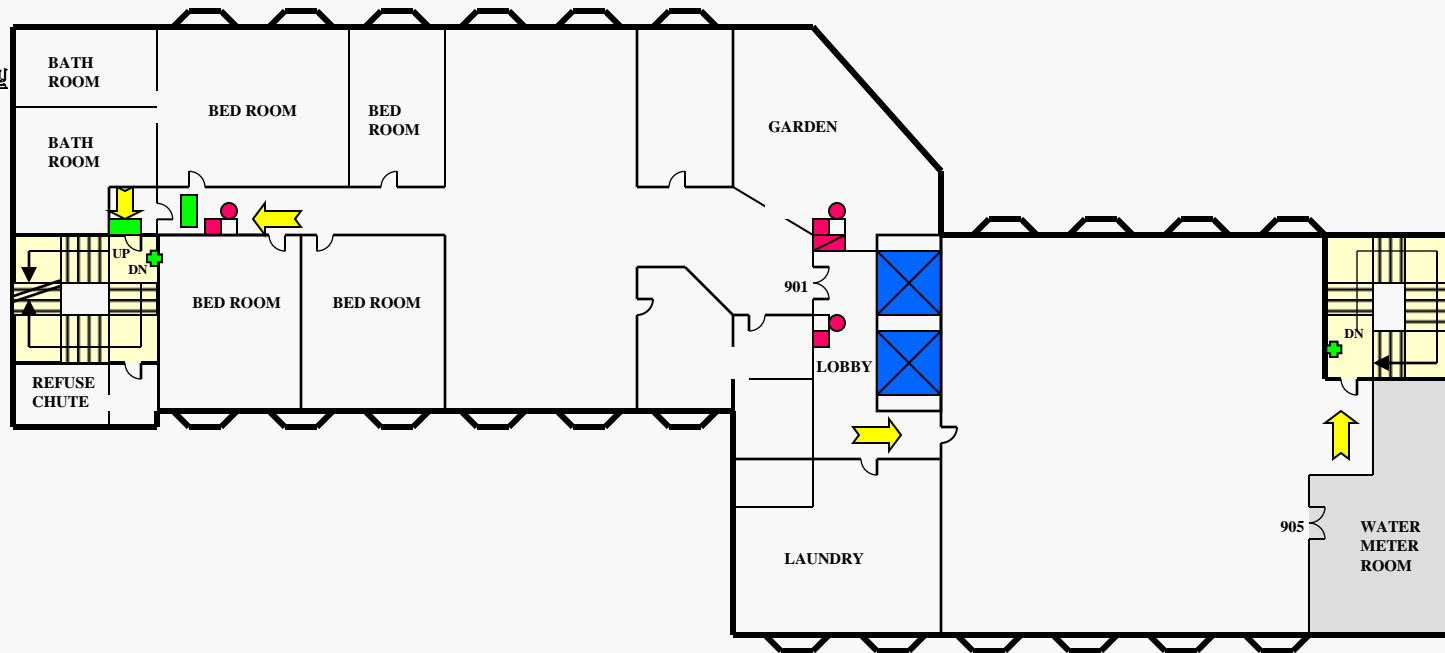 BATH
ROOM
BED ROOM
BED
ROOM
GARDEN
BATH
ROOM
UP
DN
BED ROOM
BED ROOM
901
LOBBY
DN
REFUSE
CHUTE
905
WATER
METER
ROOM
LAUNDRY